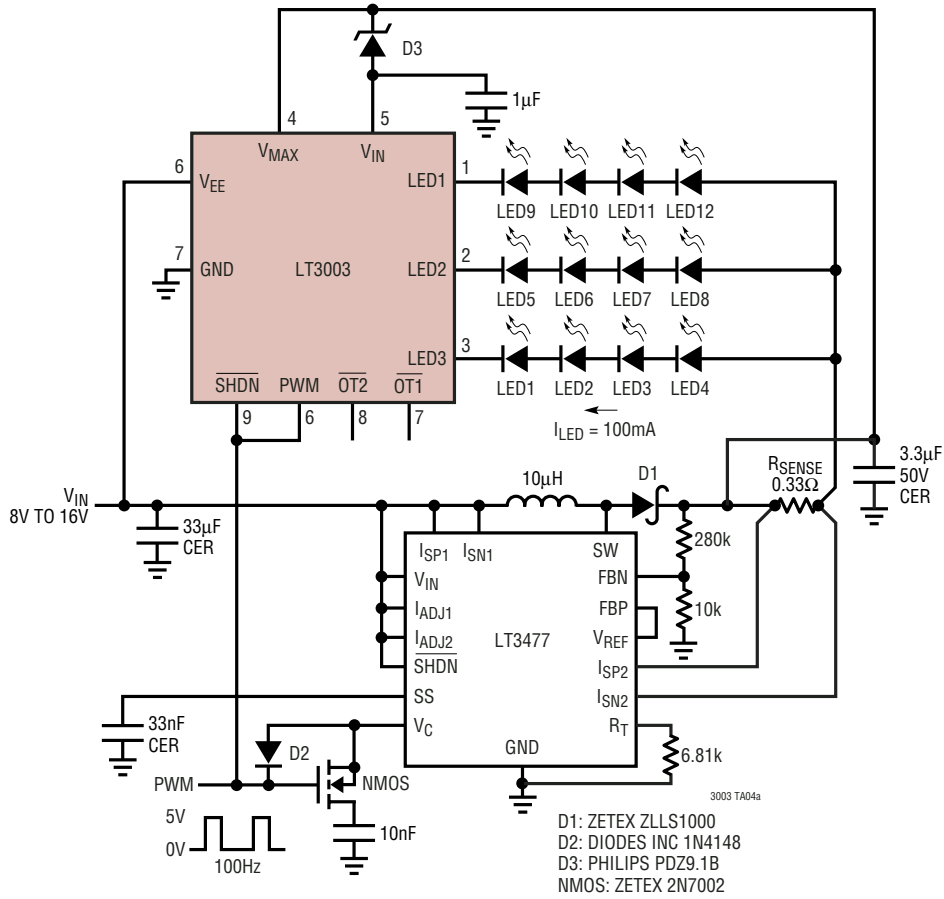 D3
1µF
4 5
VMAX VIN
6 VEE
7 GND
LT3003
LED1 1
LED2 2
LED3 3
LED9 LED10 LED11 LED12
LED5 LED6 LED7 LED8
LED1 LED2 LED3 LED4
SHDN PWM OT2 OT1
9 6 8 7
ILED = 100mA
3.3µF
50V
CER
RSENSE
0.33Ω
10µH
D1
VIN
8V TO 16V
33µF
CER
280k
10k
ISP1 ISN1 SW
VIN
IADJ1
IADJ2
SHDN
SS
VC
LT3477
GND
FBN
FBP
VREF
ISP2
ISN2
RT
6.81k
33nF
CER
D2
PWM
NMOS
10nF
5V
0V
100Hz
3003 TA04a
D1: ZETEX ZLLS1000
D2: DIODES INC 1N4148
D3: PHILIPS PDZ9.1B
NMOS: ZETEX 2N7002